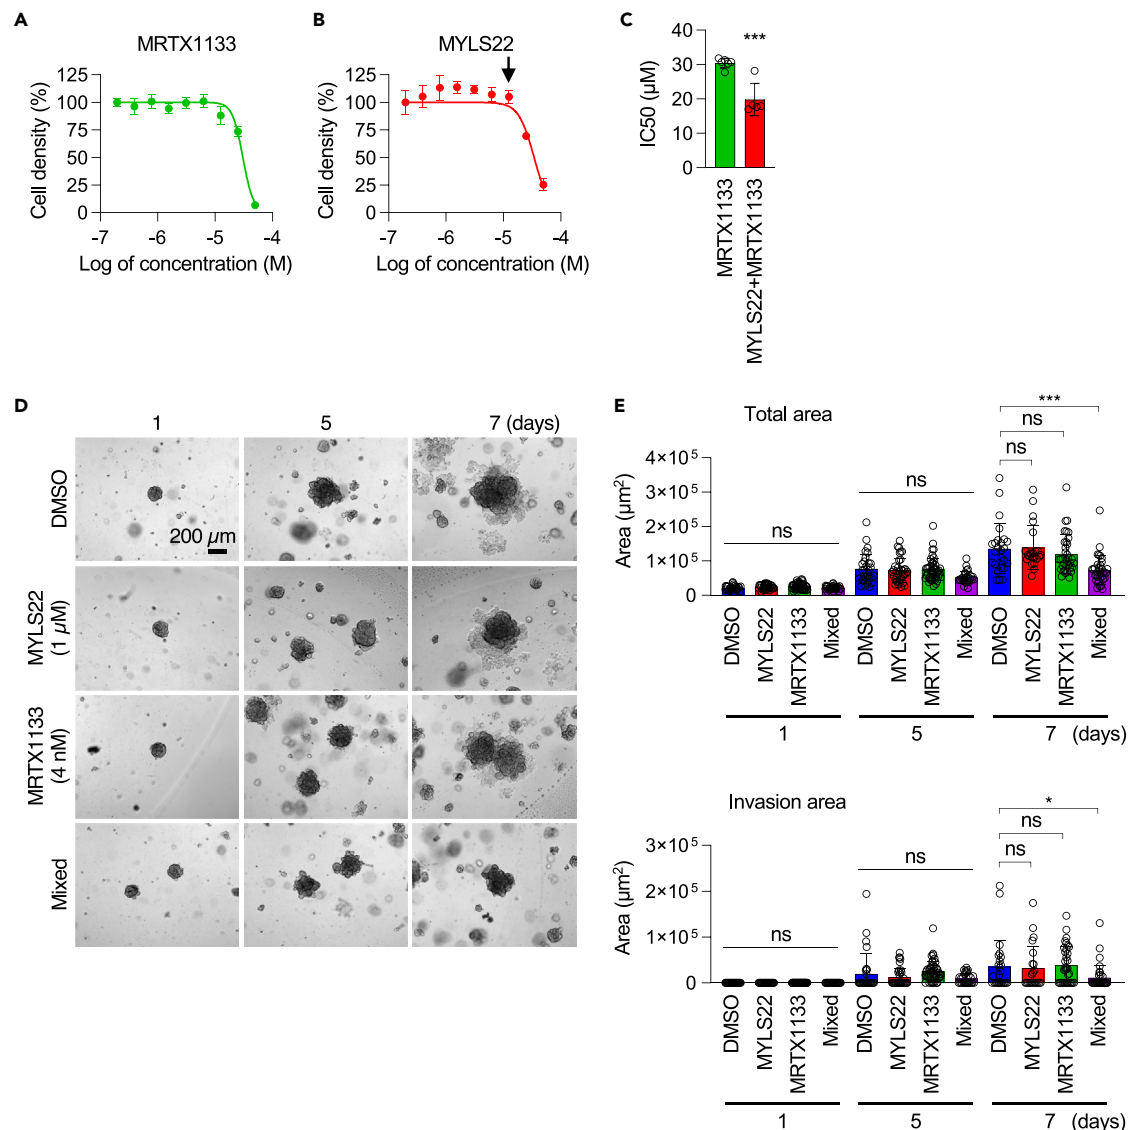 A
MRTX1133
Cell density (%)
125
100
75
50
25
0
-7 -6 -5 -4
Log of concentration (M)
B
MYLS22
Cell density (%)
125
100
75
50
25
0
-7 -6 -5 -4
Log of concentration (M)
C
IC50 (µM)
40
30
20
10
0
***
MRTX1133
MYLS22+MRTX1133
D
1 5 7 (days)
DMSO
200 µm
MYLS22
(1 µM)
MRTX1133
(4 nM)
Mixed
E
Total area
Area (µm²)
4×10⁵
3×10⁵
2×10⁵
1×10⁵
0
ns
ns
***
ns
ns
DMSO
MYLS22
MRTX1133
Mixed
DMSO
MYLS22
MRTX1133
Mixed
DMSO
MYLS22
MRTX1133
Mixed
1 5 7 (days)
Invasion area
Area (µm²)
3×10⁵
2×10⁵
1×10⁵
0
ns
ns
*
ns
ns
DMSO
MYLS22
MRTX1133
Mixed
DMSO
MYLS22
MRTX1133
Mixed
DMSO
MYLS22
MRTX1133
Mixed
1 5 7 (days)